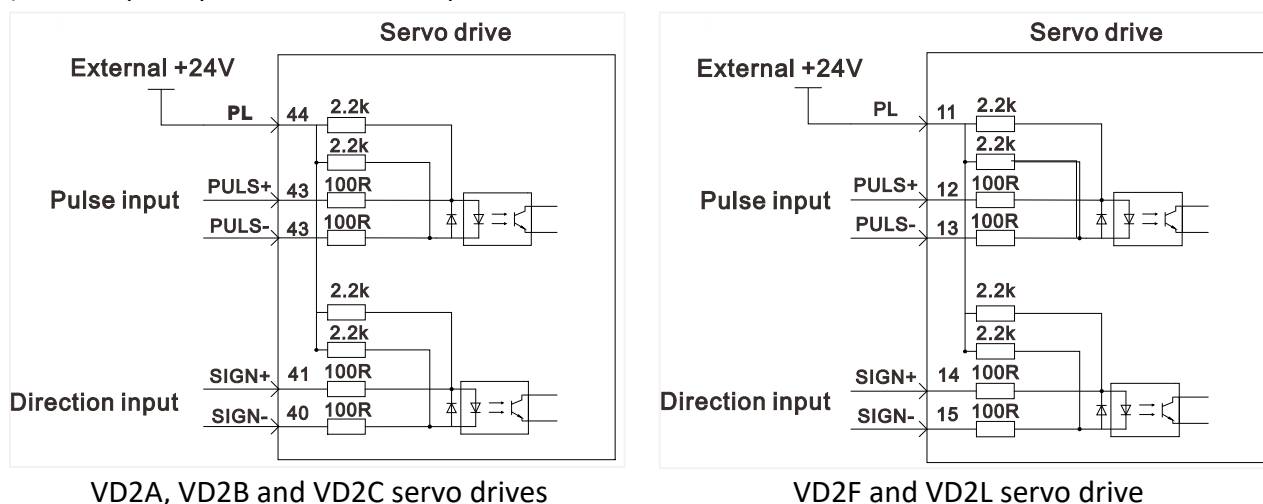 Servo drive
External +24V
PL 44 2.2k
2.2k
Pulse input
PULS+ 43 100R
PULS- 43 100R
2.2k
2.2k
Direction input
SIGN+ 41 100R
SIGN- 40 100R
VD2A, VD2B and VD2C servo drives
Servo drive
External +24V
PL 11 2.2k
2.2k
Pulse input
PULS+ 12 100R
PULS- 13 100R
2.2k
2.2k
Direction input
SIGN+ 14 100R
SIGN- 15 100R
VD2F and VD2L servo drive